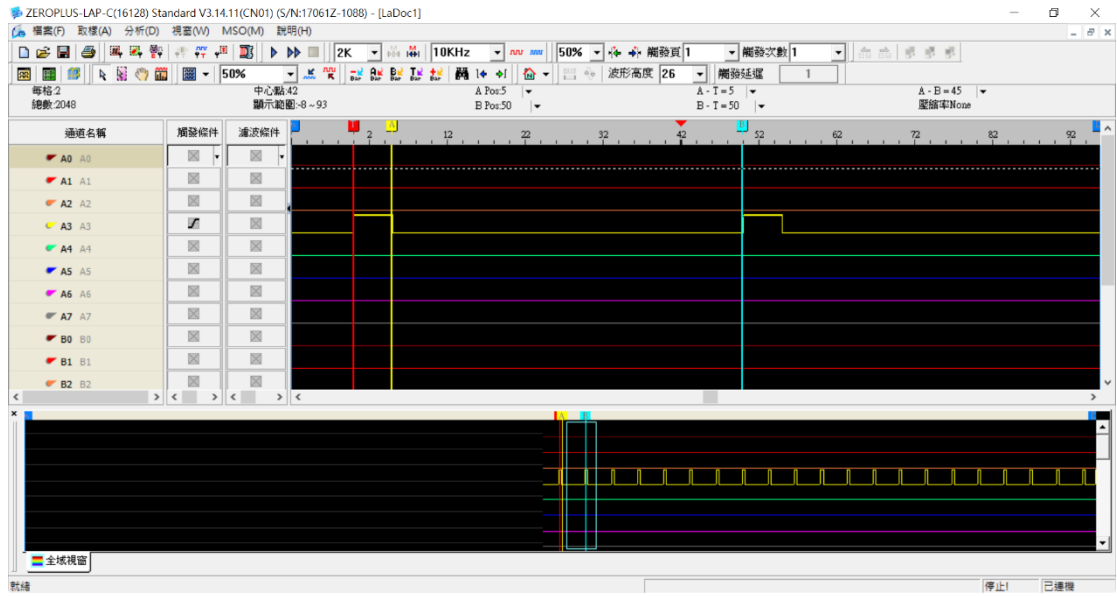 ZEROPLUS-LAP-C(16128) Standard V3.14.11(CN01) (S/N:17061Z-1088) - [LaDoc1]
檔案(F) 取樣(A) 分析(D) 視窗(W) MSO(M) 說明(H)
2K 10KHz 50% 觸發頁 1 觸發次數 1
50% Bar Bar Bar Bar Bar 波形高度 26 觸發延遲 1
每格:2 中心點:42 A Pos:5 A - T = 5 A - B = 45
總數:2048 顯示範圍:-8 ~ 93 B Pos:50 B - T = 50 壓縮率None
通道名稱 觸發條件 濾波條件 T A B
2 12 22 32 42 52 62 72 82 92
A0 A0
A1 A1
A2 A2
A3 A3
A4 A4
A5 A5
A6 A6
A7 A7
B0 B0
B1 B1
B2 B2
A B
全域視窗
就緒 停止! 已連機